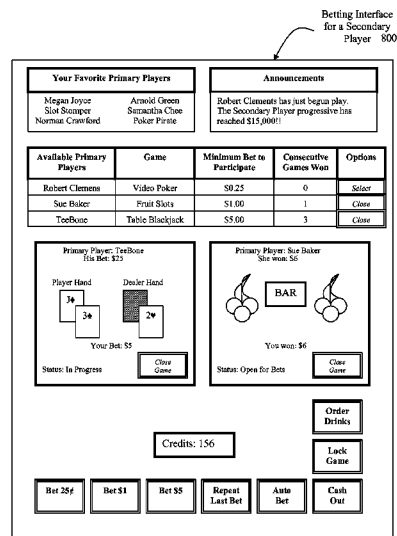 Betting Interface
for a Secondary
Player 800
Your Favorite Primary Players
Megan Joyce Arnold Green
Slot Stomper Samantha Chee
Norman Crawford Poker Pirate
Announcements
Robert Clements has just begun play.
The Secondary Player progressive has
reached $15,000!!
Available Primary Players Game Minimum Bet to Participate Consecutive Games Won Options
Robert Clemens Video Poker $0.25 0 Select
Sue Baker Fruit Slots $1.00 1 Close
TeeBone Table Blackjack $5.00 3 Close
Primary Player: TeeBone
His Bet: $25
Player Hand Dealer Hand
J♠
3♣ 2♥
Your Bet: $5
Status: In Progress
Close
Game
Primary Player: Sue Baker
She won: $6
BAR
You won: $6
Status: Open for Bets
Close
Game
Order
Drinks
Credits: 156
Lock
Game
Bet 25¢ Bet $1 Bet $5 Repeat Last Bet Auto Bet Cash Out